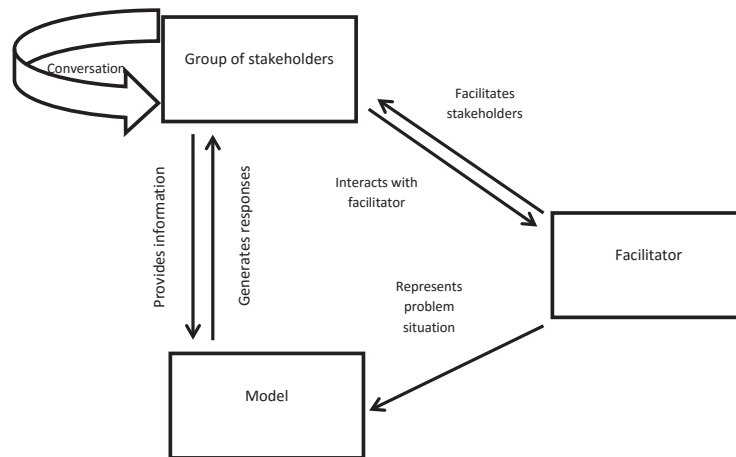 Group of stakeholders
Conversation
Facilitates
stakeholders
Interacts with
facilitator
Provides information
Generates responses
Facilitator
Represents
problem
situation
Model